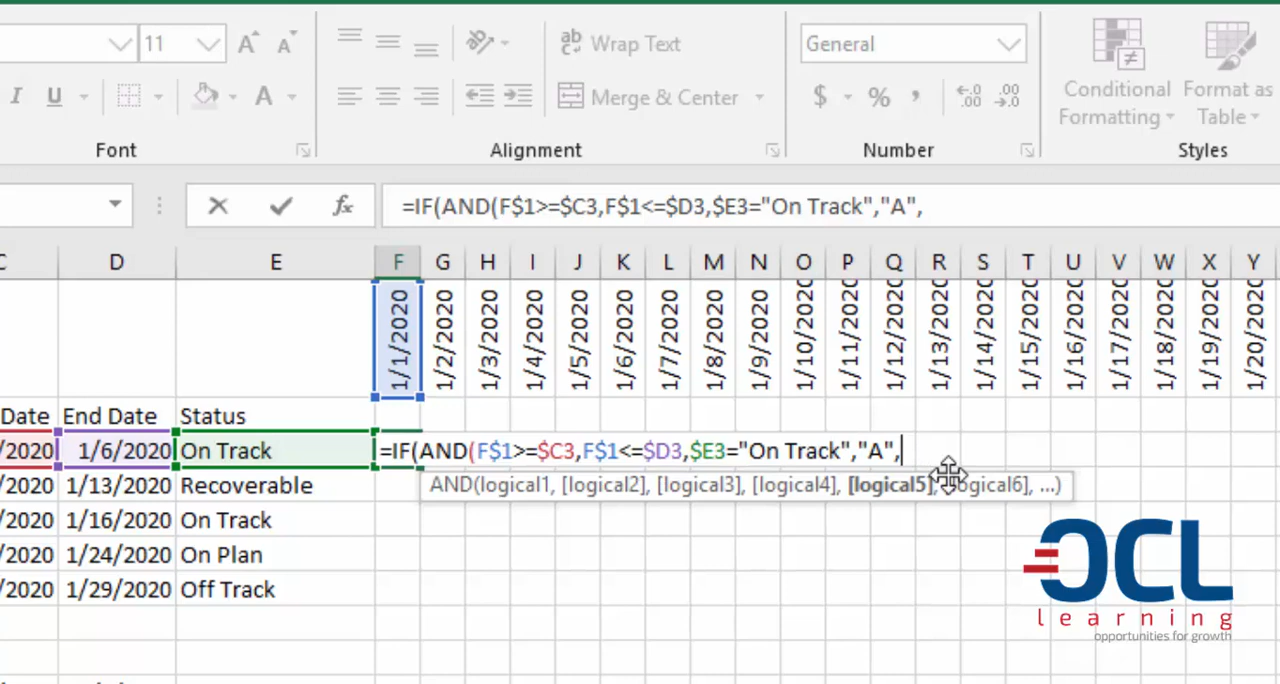 11 A A ab c Wrap Text General
I U A Merge & Center $ % , .0 .00 .00 .0 Conditional Formatting Format as Table
Font Alignment Number Styles
fx =IF(AND(F$1>=$C3,F$1<=$D3,$E3="On Track","A",
C D E F G H I J K L M N O P Q R S T U V W X Y
1/1/2020 1/2/2020 1/3/2020 1/4/2020 1/5/2020 1/6/2020 1/7/2020 1/8/2020 1/9/2020 1/10/2020 1/11/2020 1/12/2020 1/13/2020 1/14/2020 1/15/2020 1/16/2020 1/17/2020 1/18/2020 1/19/2020 1/20/2020
Date End Date Status
/2020 1/6/2020 On Track =IF(AND(F$1>=$C3,F$1<=$D3,$E3="On Track","A",
/2020 1/13/2020 Recoverable AND(logical1, [logical2], [logical3], [logical4], [logical5], [logical6], ...)
/2020 1/16/2020 On Track
/2020 1/24/2020 On Plan
/2020 1/29/2020 Off Track
OCL
learning
opportunities for growth